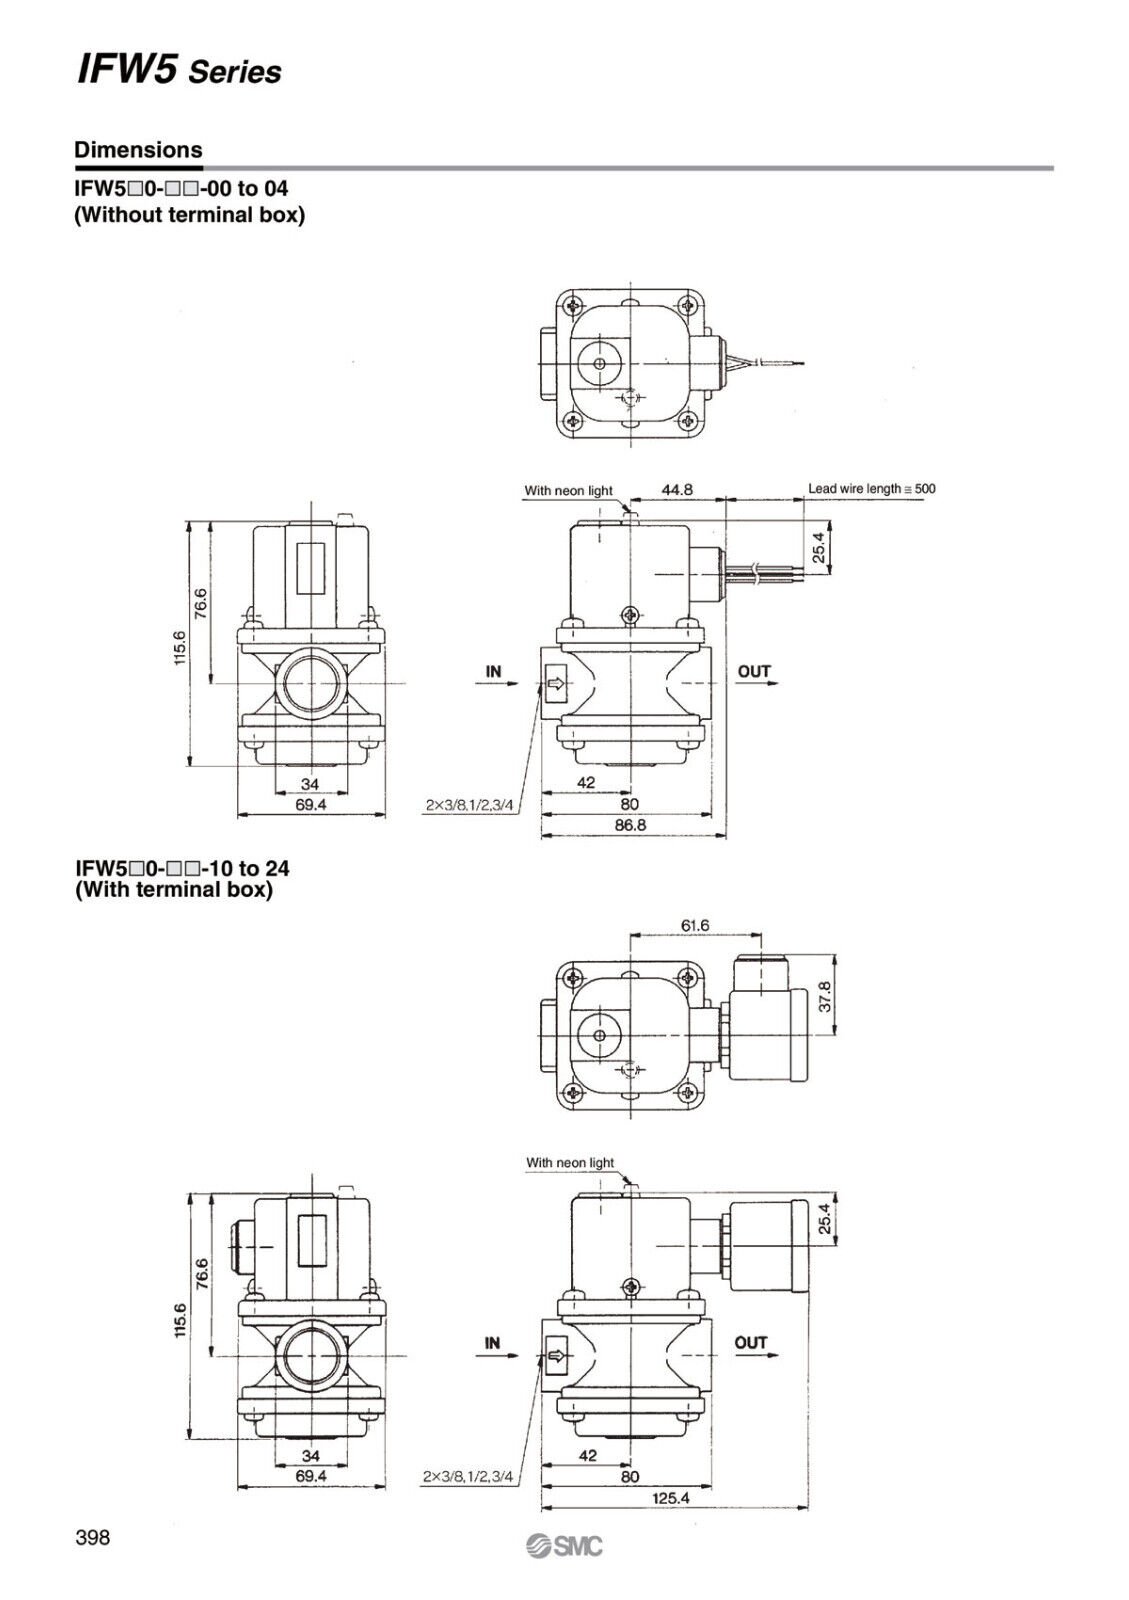 IFW5 Series
Dimensions
IFW5□0-□□-00 to 04
(Without terminal box)
With neon light
44.8
Lead wire length ≅ 500
25.4
76.6
115.6
IN
OUT
34
69.4
2×3/8.1/2,3/4
42
80
86.8
IFW5□0-□□-10 to 24
(With terminal box)
61.6
37.8
With neon light
25.4
76.6
115.6
IN
OUT
34
69.4
2×3/8,1/2,3/4
42
80
125.4
398
SMC